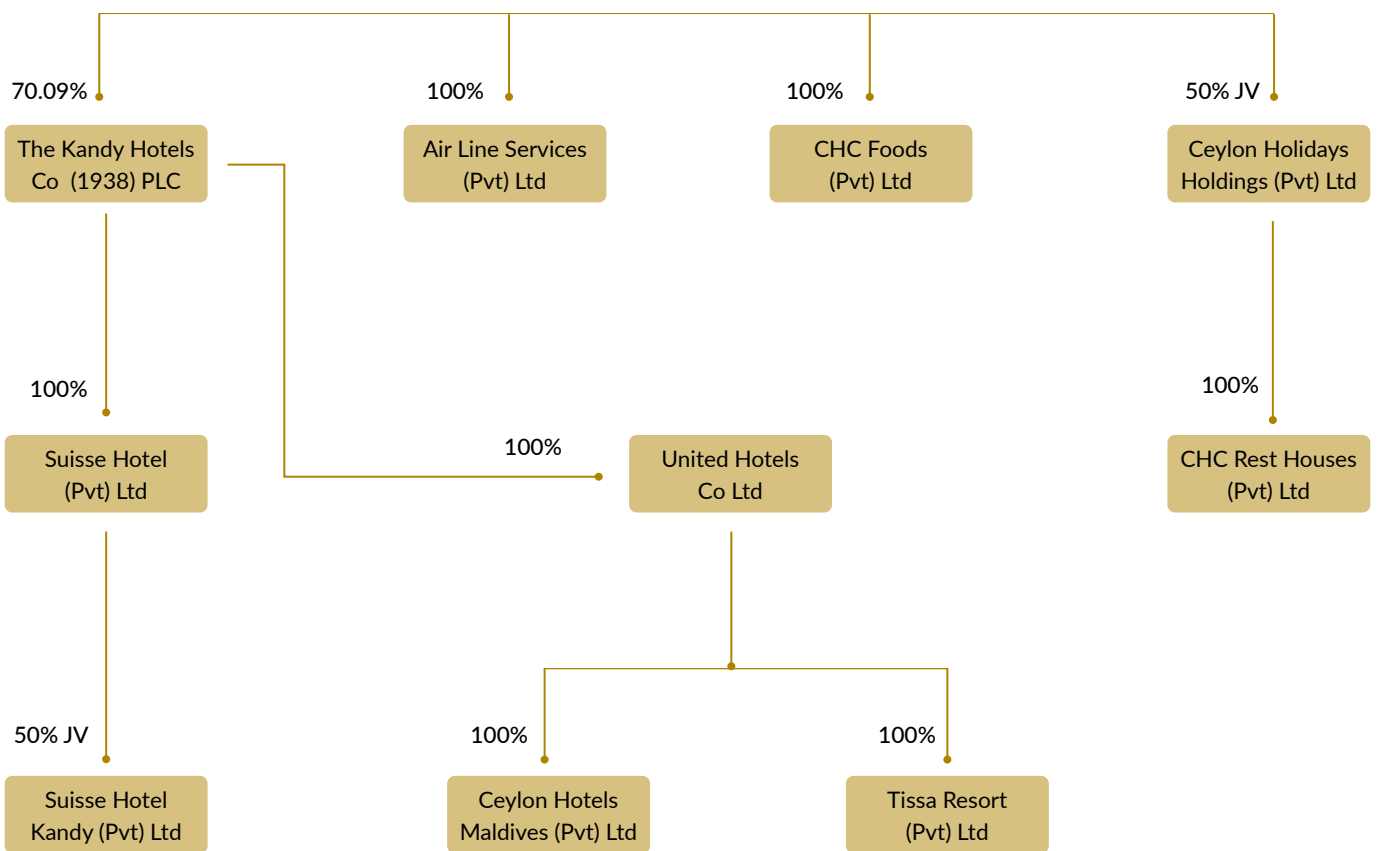 70.09%
100%
100%
50% JV
The Kandy Hotels
Co (1938) PLC
Air Line Services
(Pvt) Ltd
CHC Foods
(Pvt) Ltd
Ceylon Holidays
Holdings (Pvt) Ltd
100%
100%
100%
Suisse Hotel
(Pvt) Ltd
United Hotels
Co Ltd
CHC Rest Houses
(Pvt) Ltd
50% JV
100%
100%
Suisse Hotel
Kandy (Pvt) Ltd
Ceylon Hotels
Maldives (Pvt) Ltd
Tissa Resort
(Pvt) Ltd